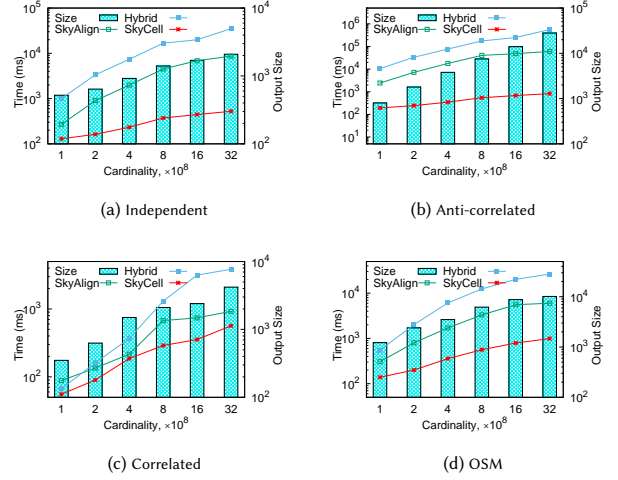 Size Hybrid
SkyAlign SkyCell
Time (ms)
10^5
10^4
10^3
10^2
Output Size
10^4
10^3
10^2
1 2 4 8 16 32
Cardinality, ×10^8
(a) Independent
Size Hybrid
SkyAlign SkyCell
Time (ms)
10^6
10^5
10^4
10^3
10^2
10^1
Output Size
10^5
10^4
10^3
10^2
1 2 4 8 16 32
Cardinality, ×10^8
(b) Anti-correlated
Size Hybrid
SkyAlign SkyCell
Time (ms)
10^3
10^2
Output Size
10^4
10^3
10^2
1 2 4 8 16 32
Cardinality, ×10^8
(c) Correlated
Size Hybrid
SkyAlign SkyCell
Time (ms)
10^4
10^3
10^2
Output Size
10^4
10^3
10^2
1 2 4 8 16 32
Cardinality, ×10^8
(d) OSM